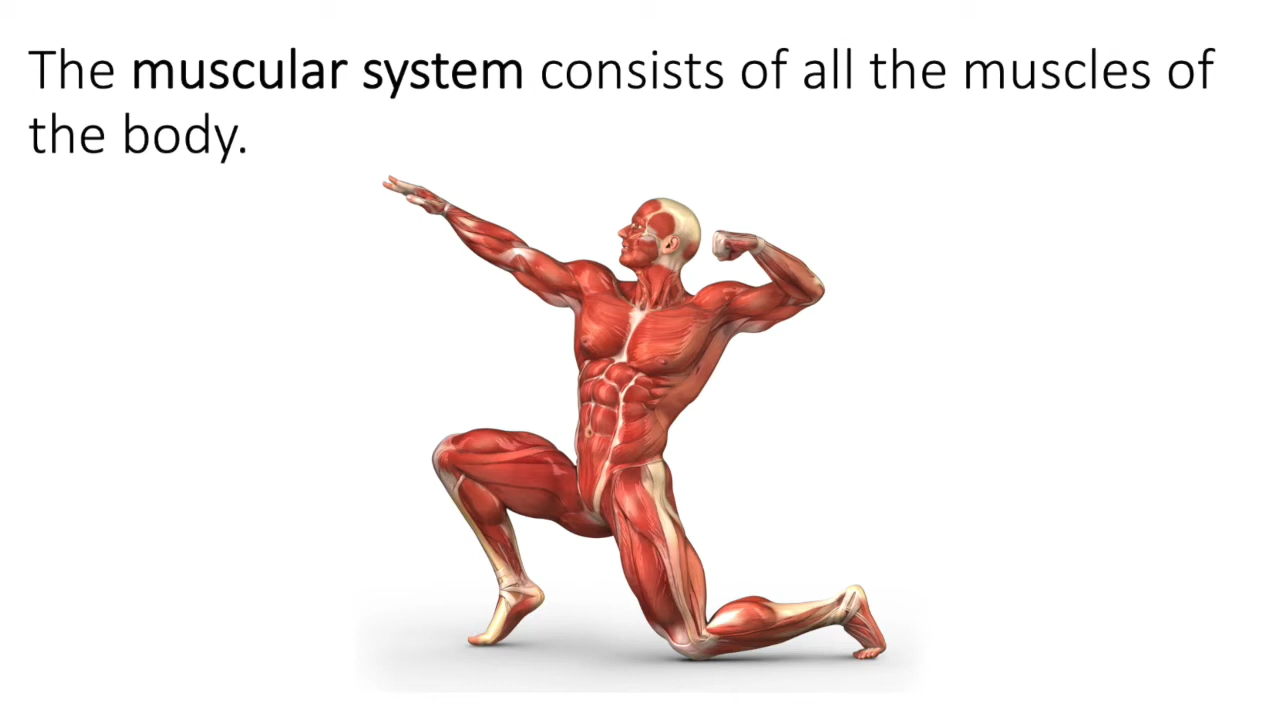 The muscular system consists of all the muscles of
the body.